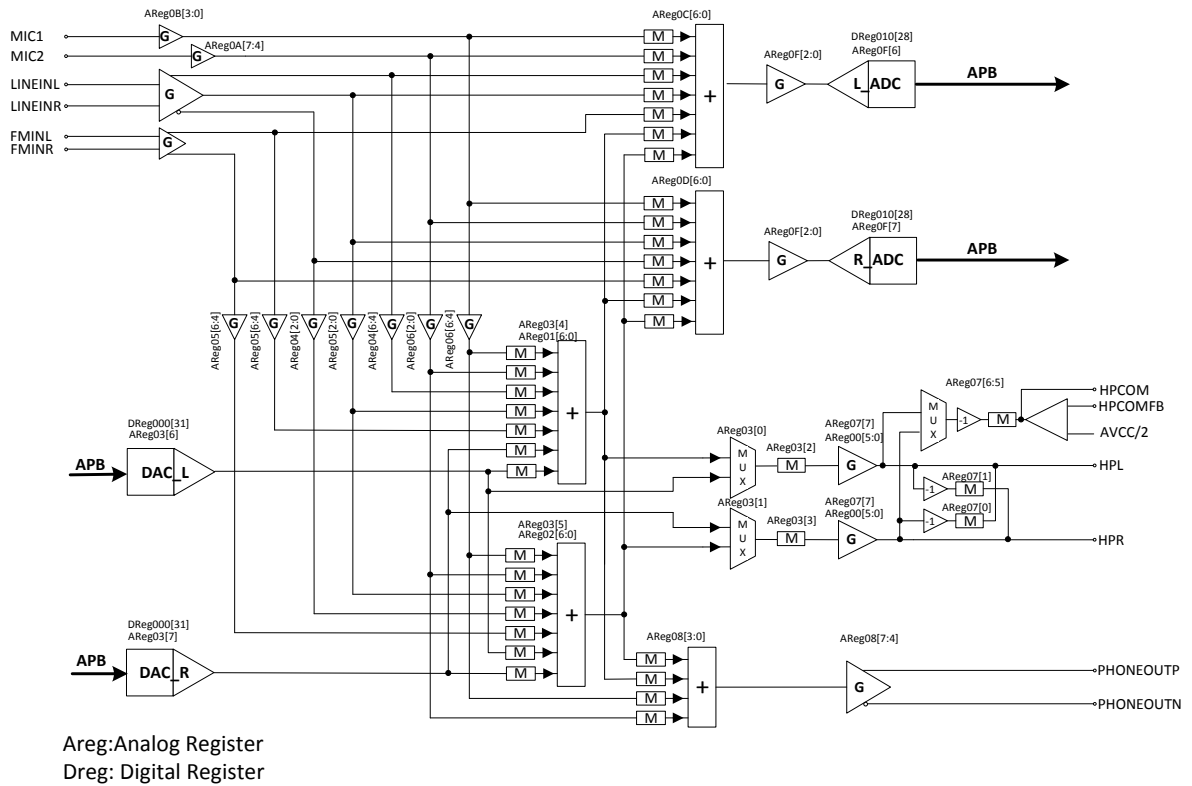 AReg0B[3:0]
AReg0C[6:0]
MIC1
G
M
DReg010[28]
AReg0F[6]
MIC2
G
AReg0A[7:4]
M
AReg0F[2:0]
LINEINL
M
APB
G
M
+
G
L_ADC
LINEINR
M
FMINL
M
FMINR
G
M
AReg0D[6:0]
M
M
DReg010[28]
AReg0F[7]
AReg0F[2:0]
M
APB
M
+
G
R_ADC
M
M
M
G
G
G
G
G
G
G
AReg05[6:4]
AReg05[6:4]
AReg04[2:0]
AReg05[2:0]
AReg04[6:4]
AReg06[2:0]
AReg06[6:4]
AReg03[4]
AReg01[6:0]
M
M
M
M
+
M
M
M
AReg07[6:5]
MUX
-1
M
HPCOM
HPCOMFB
AVCC/2
DReg000[31]
AReg03[6]
APB
DAC_L
AReg03[0]
MUX
AReg03[2]
M
AReg07[7]
AReg00[5:0]
G
HPL
AReg07[1]
-1
M
AReg03[1]
MUX
AReg03[3]
M
AReg07[7]
AReg00[5:0]
G
AReg07[0]
-1
M
HPR
AReg03[5]
AReg02[6:0]
M
M
M
M
+
M
M
M
DReg000[31]
AReg03[7]
APB
DAC_R
AReg08[3:0]
M
M
+
M
M
AReg08[7:4]
G
PHONEOUTP
PHONEOUTN
Areg:Analog Register
Dreg: Digital Register